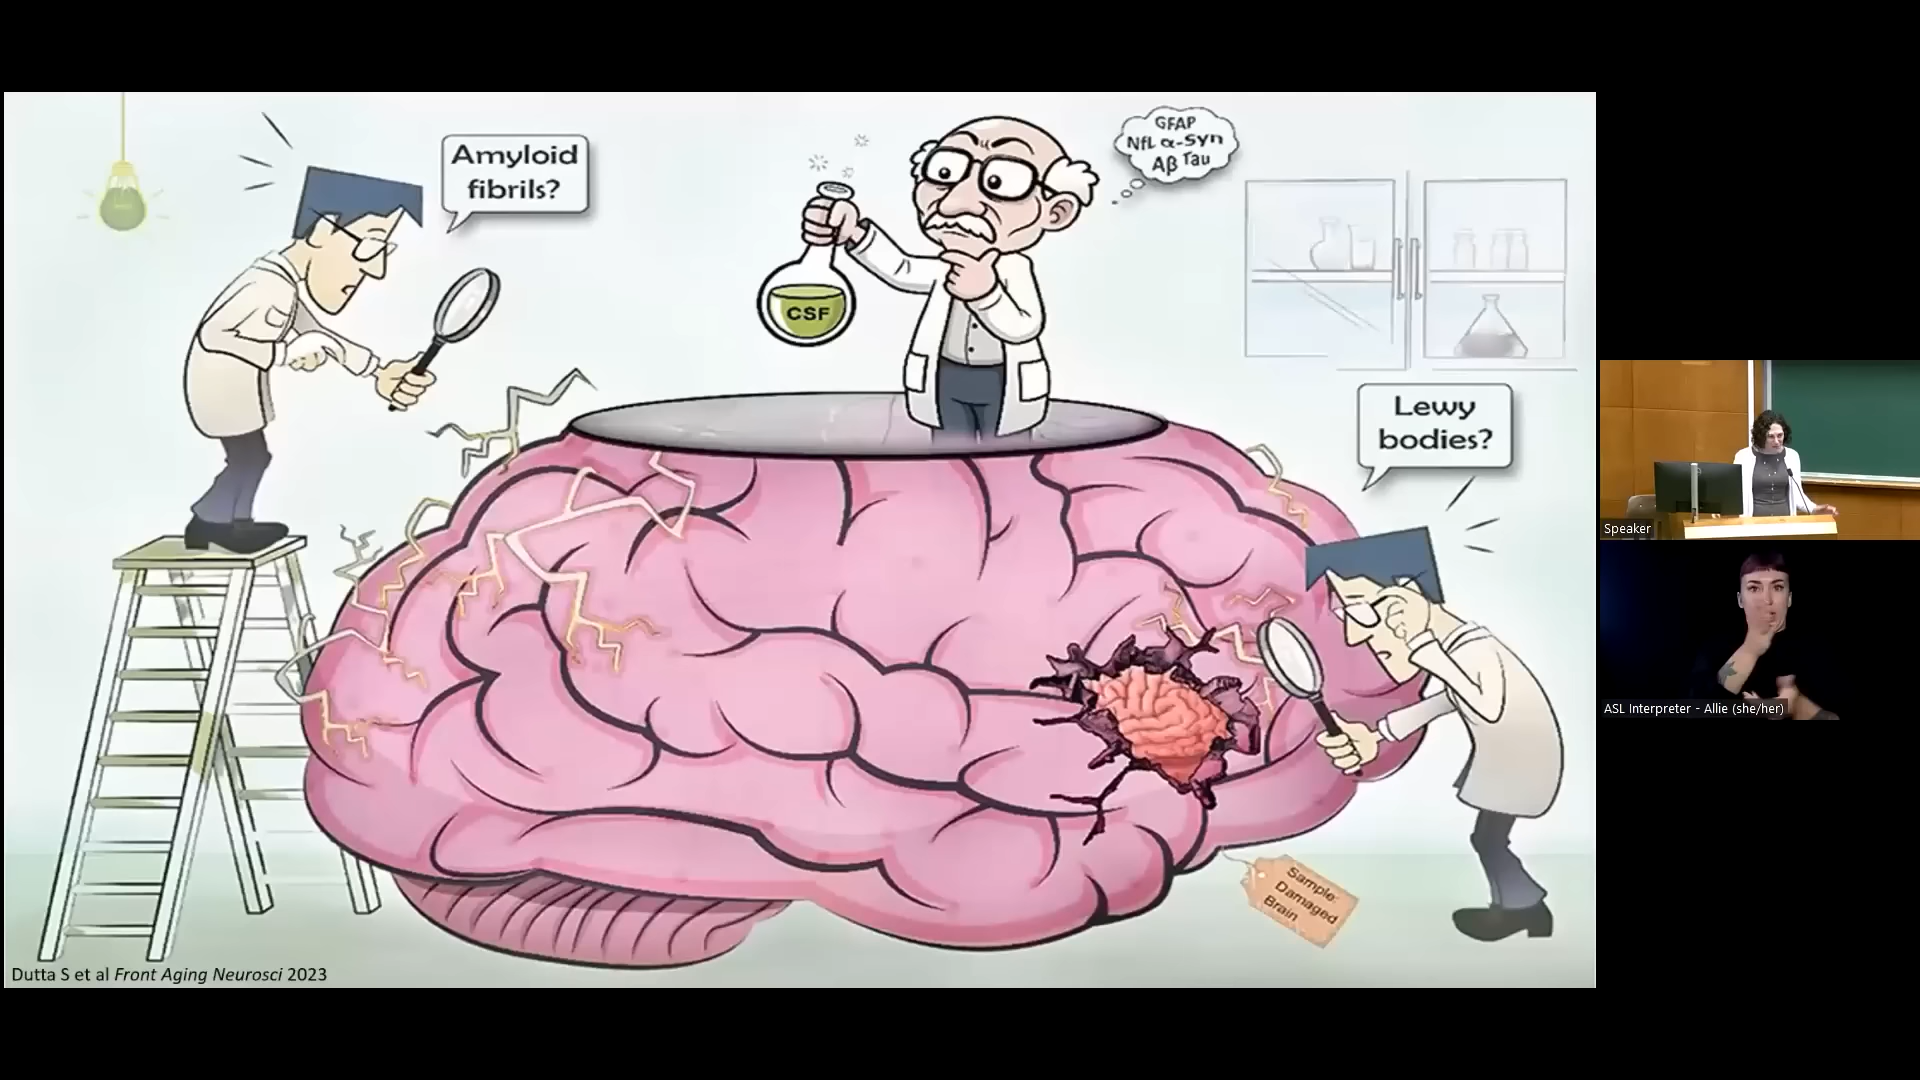 Amyloid
fibrils?
GFAP
NfL α-Syn
Aβ Tau
CSF
Lewy
bodies?
Sample:
Damaged
Brain
Dutta S et al Front Aging Neurosci 2023
Speaker
ASL Interpreter - Allie (she/her)